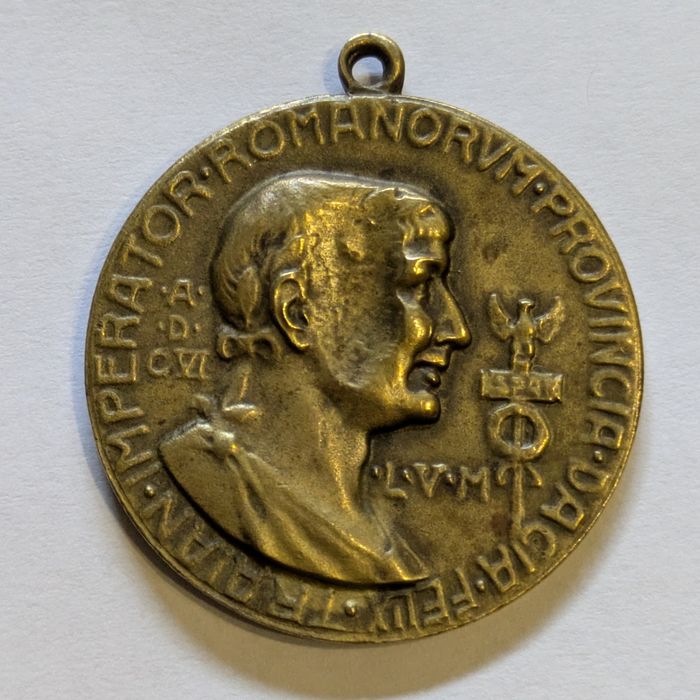 TRAIAN·IMPERATOR·ROMANORVM·PROVINCIA·DACIA·FELIX·
·A·
·D·
CVI
SPQR
·L·V·M·